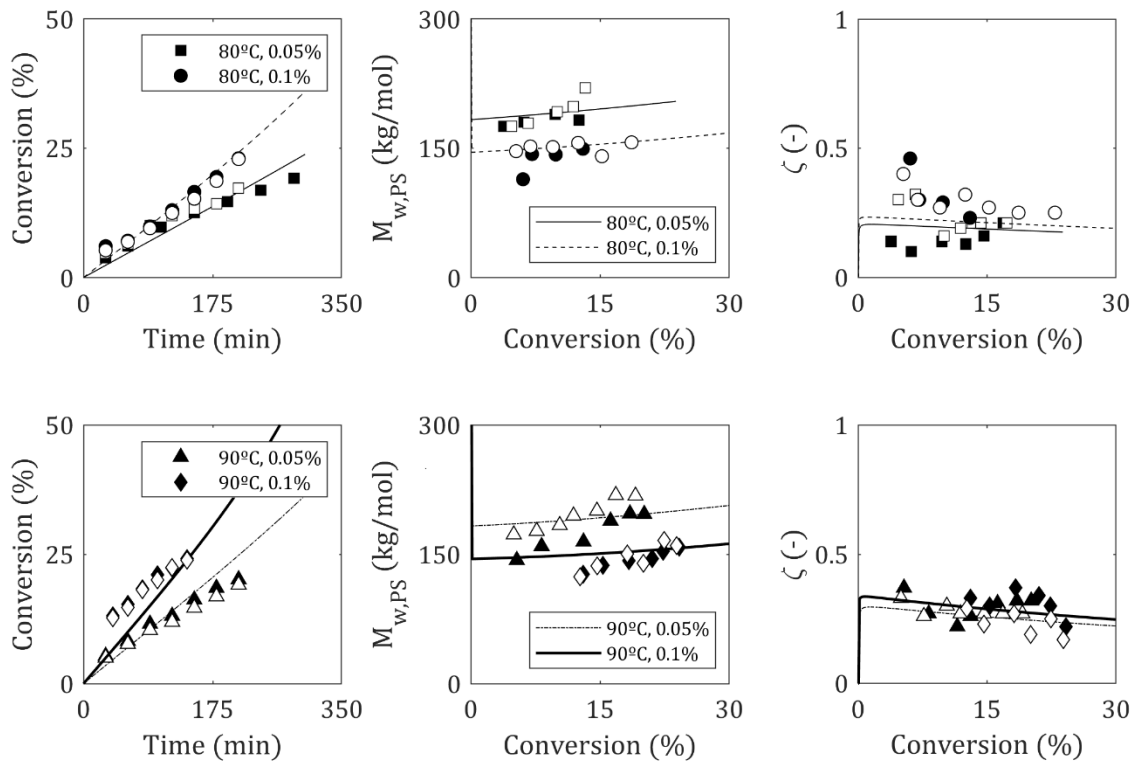 50
25
0
0
175
350
Conversion (%)
Time (min)
80ºC, 0.05%
80ºC, 0.1%
300
150
0
0
15
30
M_w,PS (kg/mol)
Conversion (%)
80ºC, 0.05%
80ºC, 0.1%
1
0.5
0
0
15
30
ζ (-)
Conversion (%)
50
25
0
0
175
350
Conversion (%)
Time (min)
90ºC, 0.05%
90ºC, 0.1%
300
150
0
0
15
30
M_w,PS (kg/mol)
Conversion (%)
90ºC, 0.05%
90ºC, 0.1%
1
0.5
0
0
15
30
ζ (-)
Conversion (%)